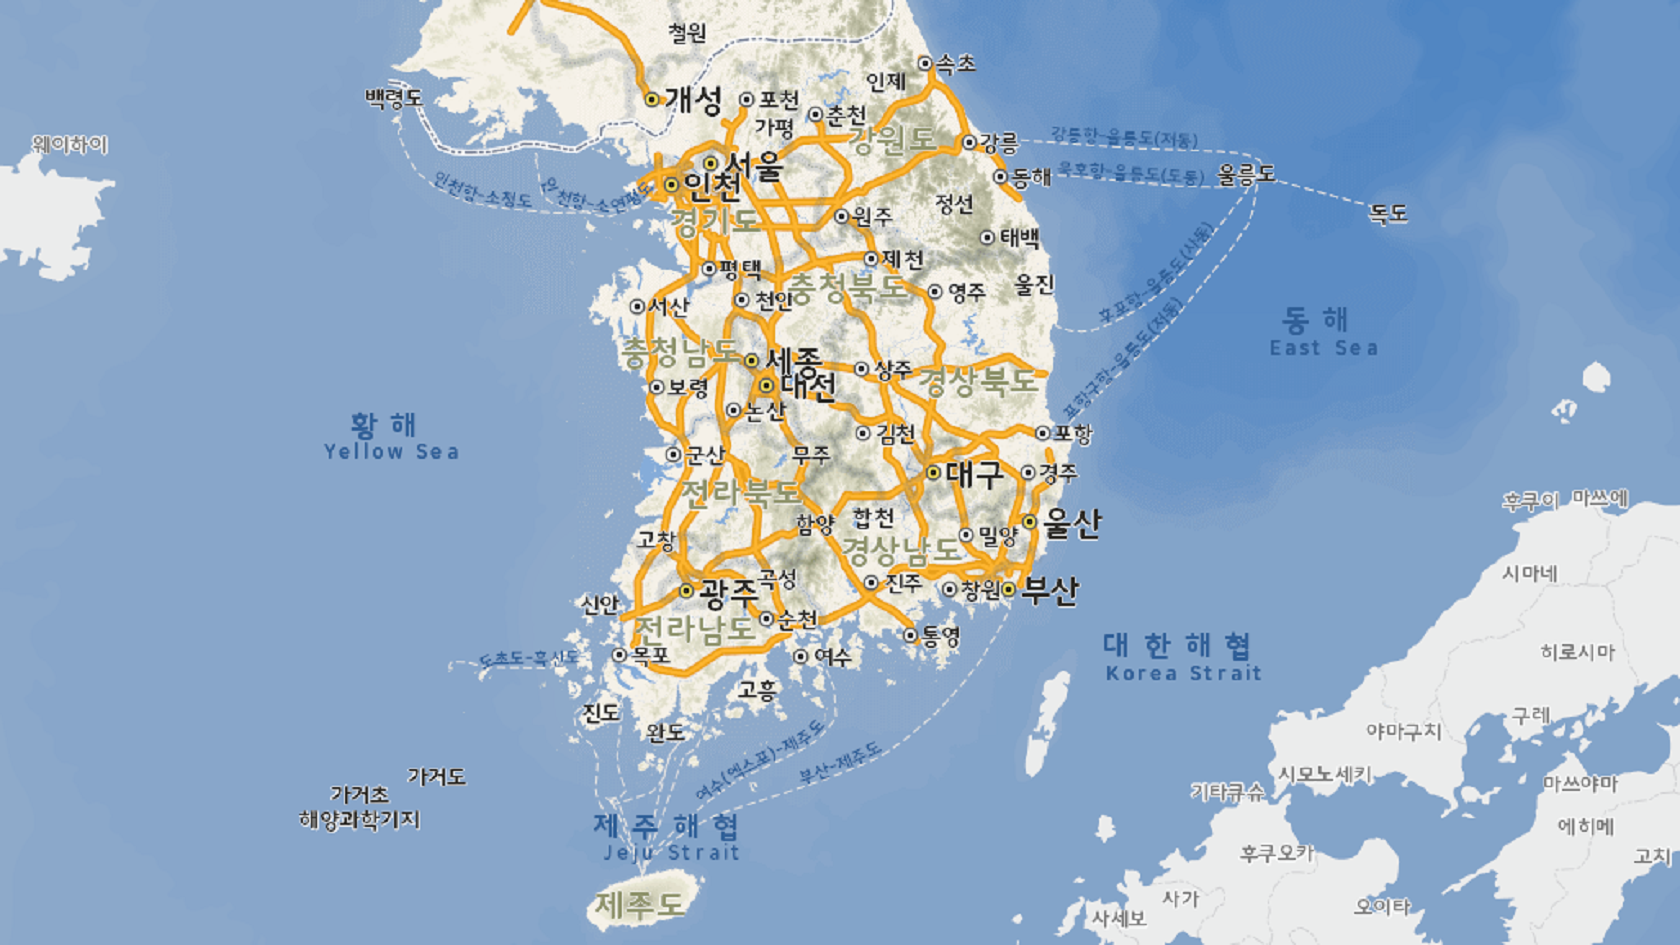 철원
속초
인제
백령도
개성
포천
춘천
가평
강원도
강릉
강릉항-울릉도(저동)
웨이하이
서울
인천
동해
묵호항-울릉도(도동)
울릉도
인천항-소청도
인천항-소연평도
경기도
원주
정선
독도
태백
평택
제천
충청북도
울진
영주
후포항-울릉도(사동)
서산
천안
포항구항-울릉도(저동)
동해
East Sea
충청남도
세종
상주
대전
경상북도
보령
논산
황해
Yellow Sea
김천
포항
군산
무주
대구
경주
전라북도
후쿠이
마쓰에
함양
합천
울산
고창
밀양
경상남도
시마네
곡성
진주
광주
창원
부산
신안
순천
전라남도
통영
대한해협
Korea Strait
히로시마
도초도-흑산도
목포
여수
고흥
진도
구레
완도
야마구치
여수(엑스포)-제주도
부산-제주도
가거도
시모노세키
마쓰야마
가거초
해양과학기지
기타큐슈
제주해협
Jeju Strait
에히메
후쿠오카
고치
제주도
사가
오이타
사세보